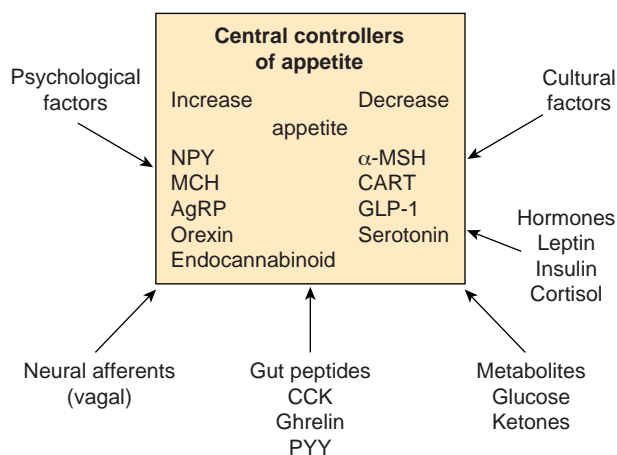 Central controllers
of appetite
Psychological
factors
Increase Decrease
appetite
Cultural
factors
NPY α-MSH
MCH CART
AgRP GLP-1
Orexin Serotonin
Endocannabinoid
Hormones
Leptin
Insulin
Cortisol
Neural afferents
(vagal)
Gut peptides
CCK
Ghrelin
PYY
Metabolites
Glucose
Ketones